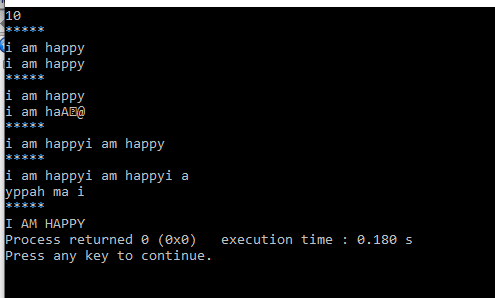 10
*****
i am happy
i am happy
*****
i am happy
i am haA@
*****
i am happyi am happy
*****
i am happyi am happyi a
yppah ma i
*****
I AM HAPPY
Process returned 0 (0x0)   execution time : 0.180 s
Press any key to continue.